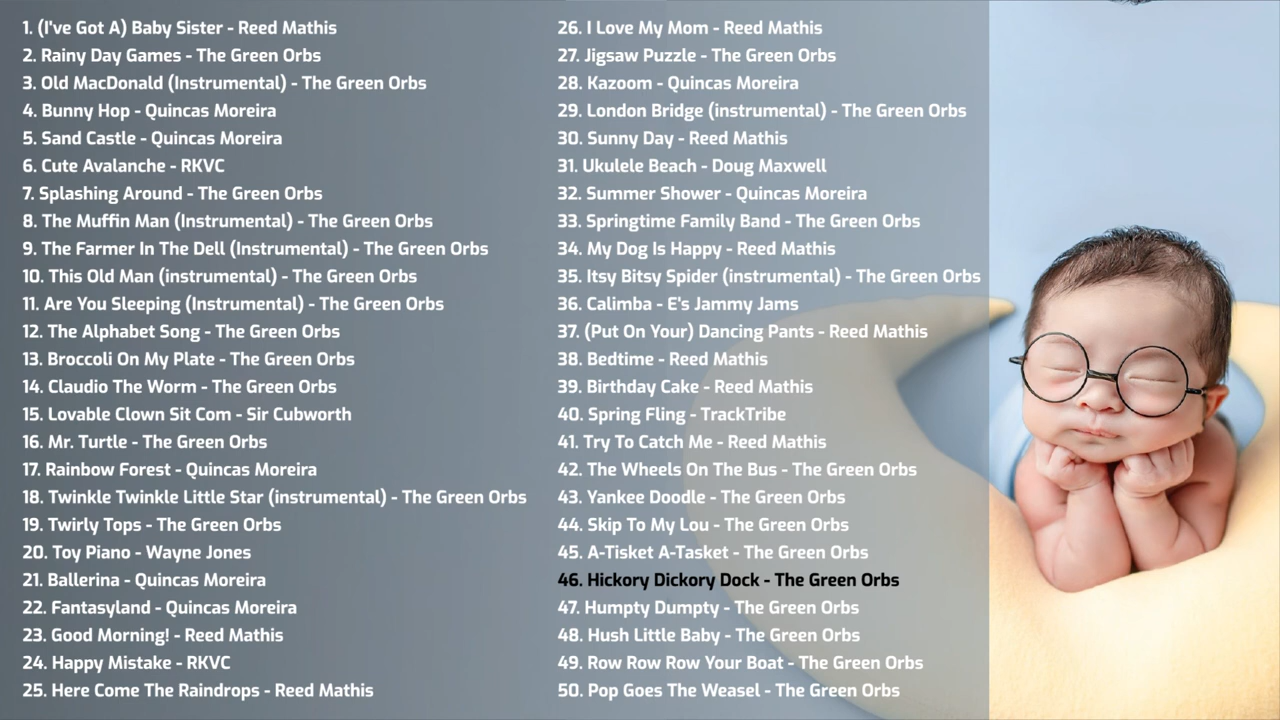 1. (I've Got A) Baby Sister - Reed Mathis
2. Rainy Day Games - The Green Orbs
3. Old MacDonald (Instrumental) - The Green Orbs
4. Bunny Hop - Quincas Moreira
5. Sand Castle - Quincas Moreira
6. Cute Avalanche - RKVC
7. Splashing Around - The Green Orbs
8. The Muffin Man (Instrumental) - The Green Orbs
9. The Farmer In The Dell (Instrumental) - The Green Orbs
10. This Old Man (instrumental) - The Green Orbs
11. Are You Sleeping (Instrumental) - The Green Orbs
12. The Alphabet Song - The Green Orbs
13. Broccoli On My Plate - The Green Orbs
14. Claudio The Worm - The Green Orbs
15. Lovable Clown Sit Com - Sir Cubworth
16. Mr. Turtle - The Green Orbs
17. Rainbow Forest - Quincas Moreira
18. Twinkle Twinkle Little Star (instrumental) - The Green Orbs
19. Twirly Tops - The Green Orbs
20. Toy Piano - Wayne Jones
21. Ballerina - Quincas Moreira
22. Fantasyland - Quincas Moreira
23. Good Morning! - Reed Mathis
24. Happy Mistake - RKVC
25. Here Come The Raindrops - Reed Mathis
26. I Love My Mom - Reed Mathis
27. Jigsaw Puzzle - The Green Orbs
28. Kazoom - Quincas Moreira
29. London Bridge (instrumental) - The Green Orbs
30. Sunny Day - Reed Mathis
31. Ukulele Beach - Doug Maxwell
32. Summer Shower - Quincas Moreira
33. Springtime Family Band - The Green Orbs
34. My Dog Is Happy - Reed Mathis
35. Itsy Bitsy Spider (instrumental) - The Green Orbs
36. Calimba - E's Jammy Jams
37. (Put On Your) Dancing Pants - Reed Mathis
38. Bedtime - Reed Mathis
39. Birthday Cake - Reed Mathis
40. Spring Fling - TrackTribe
41. Try To Catch Me - Reed Mathis
42. The Wheels On The Bus - The Green Orbs
43. Yankee Doodle - The Green Orbs
44. Skip To My Lou - The Green Orbs
45. A-Tisket A-Tasket - The Green Orbs
46. Hickory Dickory Dock - The Green Orbs
47. Humpty Dumpty - The Green Orbs
48. Hush Little Baby - The Green Orbs
49. Row Row Row Your Boat - The Green Orbs
50. Pop Goes The Weasel - The Green Orbs